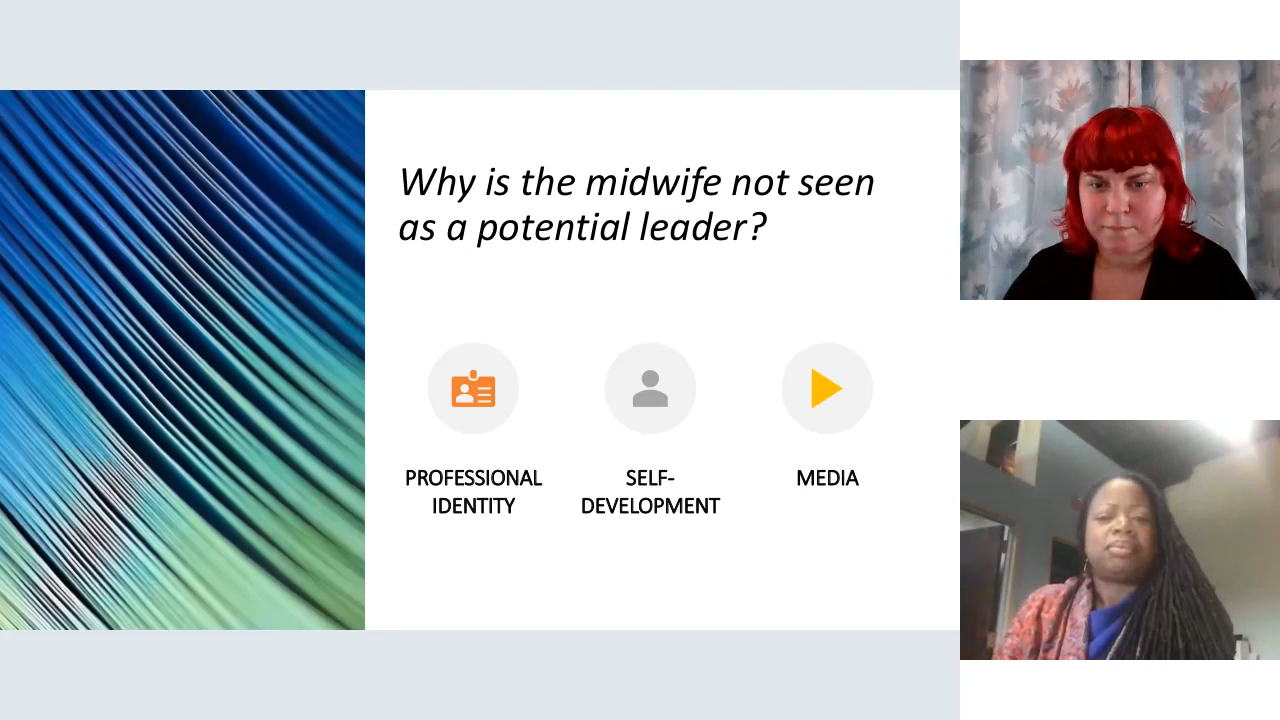 Why is the midwife not seen
as a potential leader?
PROFESSIONAL
IDENTITY
SELF-
DEVELOPMENT
MEDIA